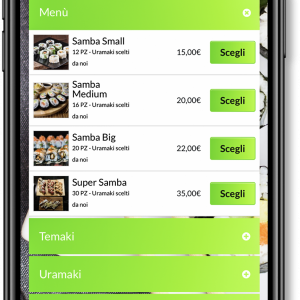 Menù
Samba Small
12 PZ - Uramaki scelti
da noi
15,00€
Scegli
Samba
Medium
16 PZ - Uramaki scelti
da noi
20,00€
Scegli
Samba Big
20 PZ - Uramaki scelti
da noi
22,00€
Scegli
Super Samba
30 PZ - Uramaki scelti
da noi
35,00€
Scegli
Temaki
Uramaki